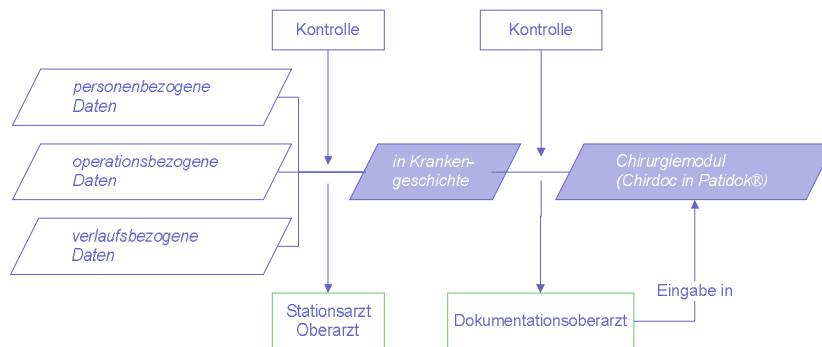 Kontrolle
Kontrolle
personenbezogene
Daten
operationsbezogene
Daten
in Kranken-
geschichte
Chirurgiemodul
(Chirdoc in Patidok®)
verlaufsbezogene
Daten
Eingabe in
Stationsarzt
Oberarzt
Dokumentationsoberarzt